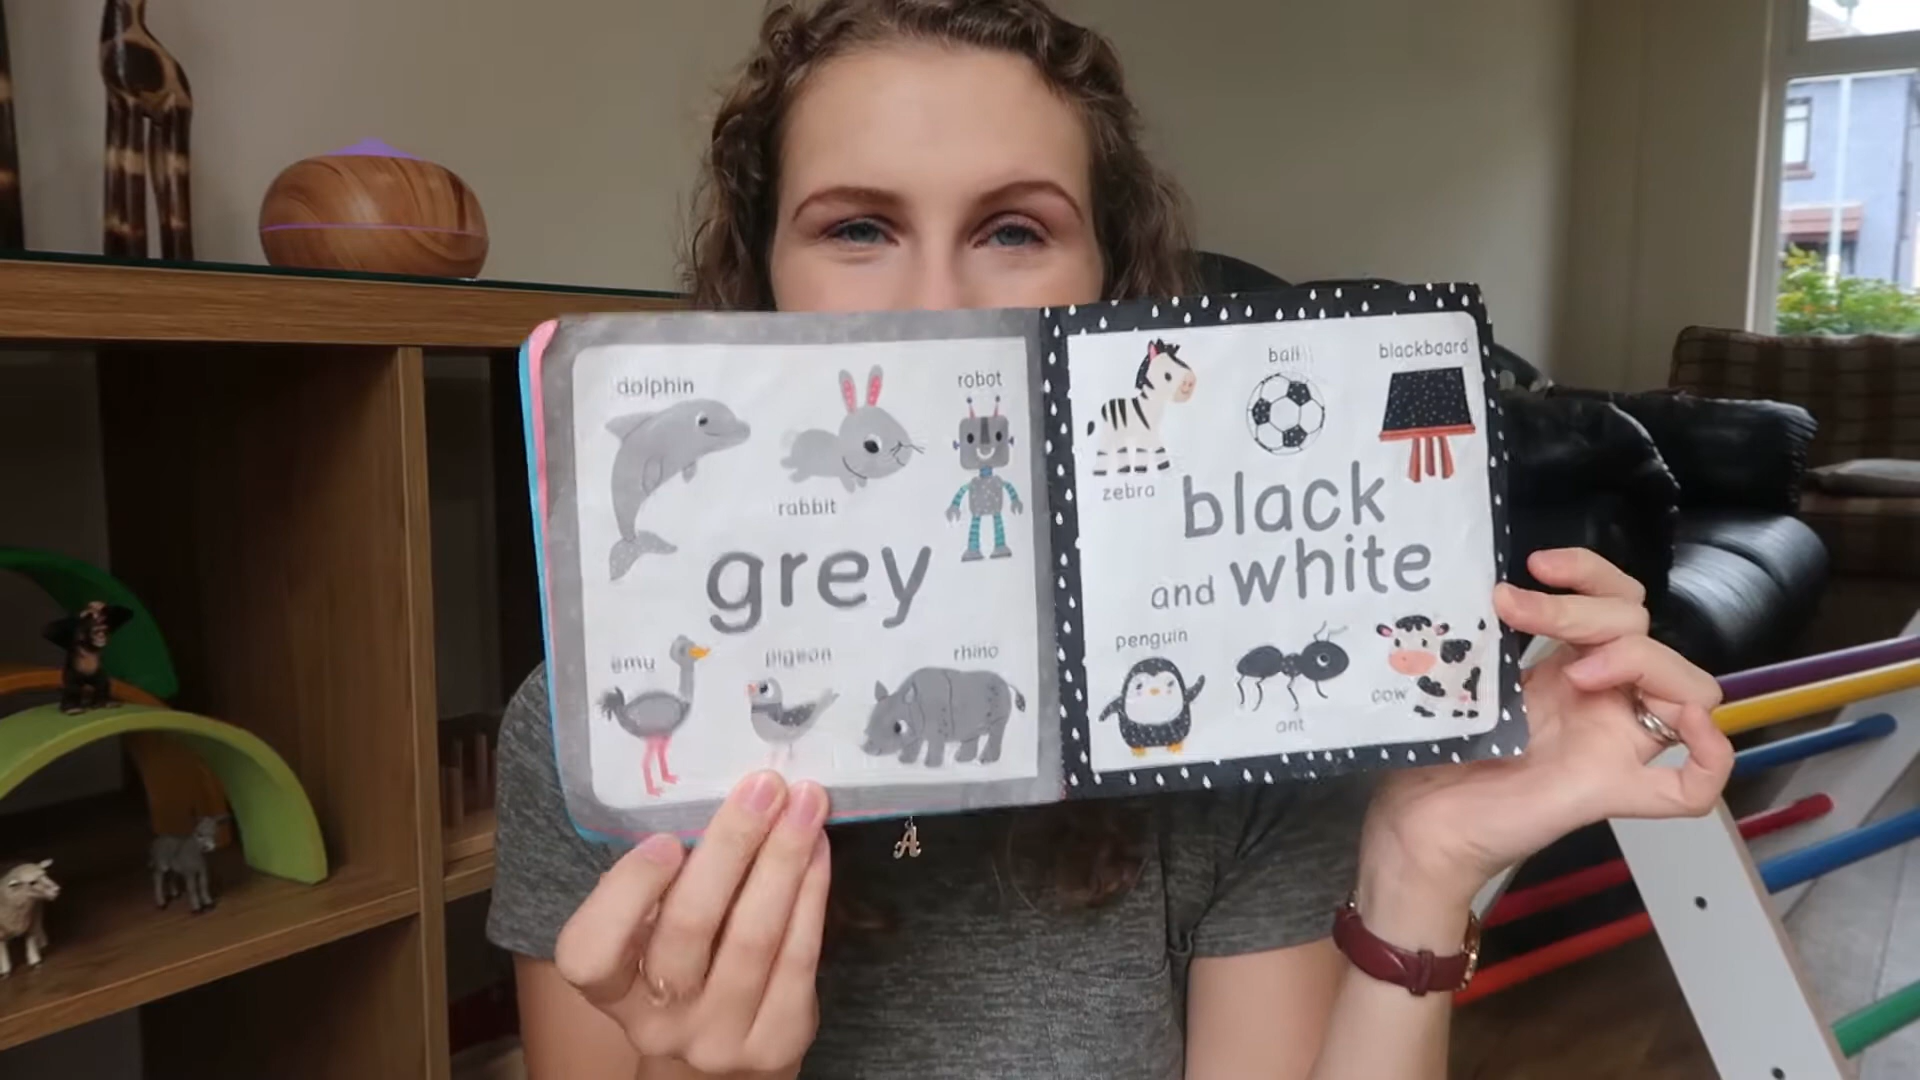 dolphin
rabbit
robot
grey
emu
pigeon
rhino
zebra
ball
blackboard
black
and white
penguin
ant
cow
A